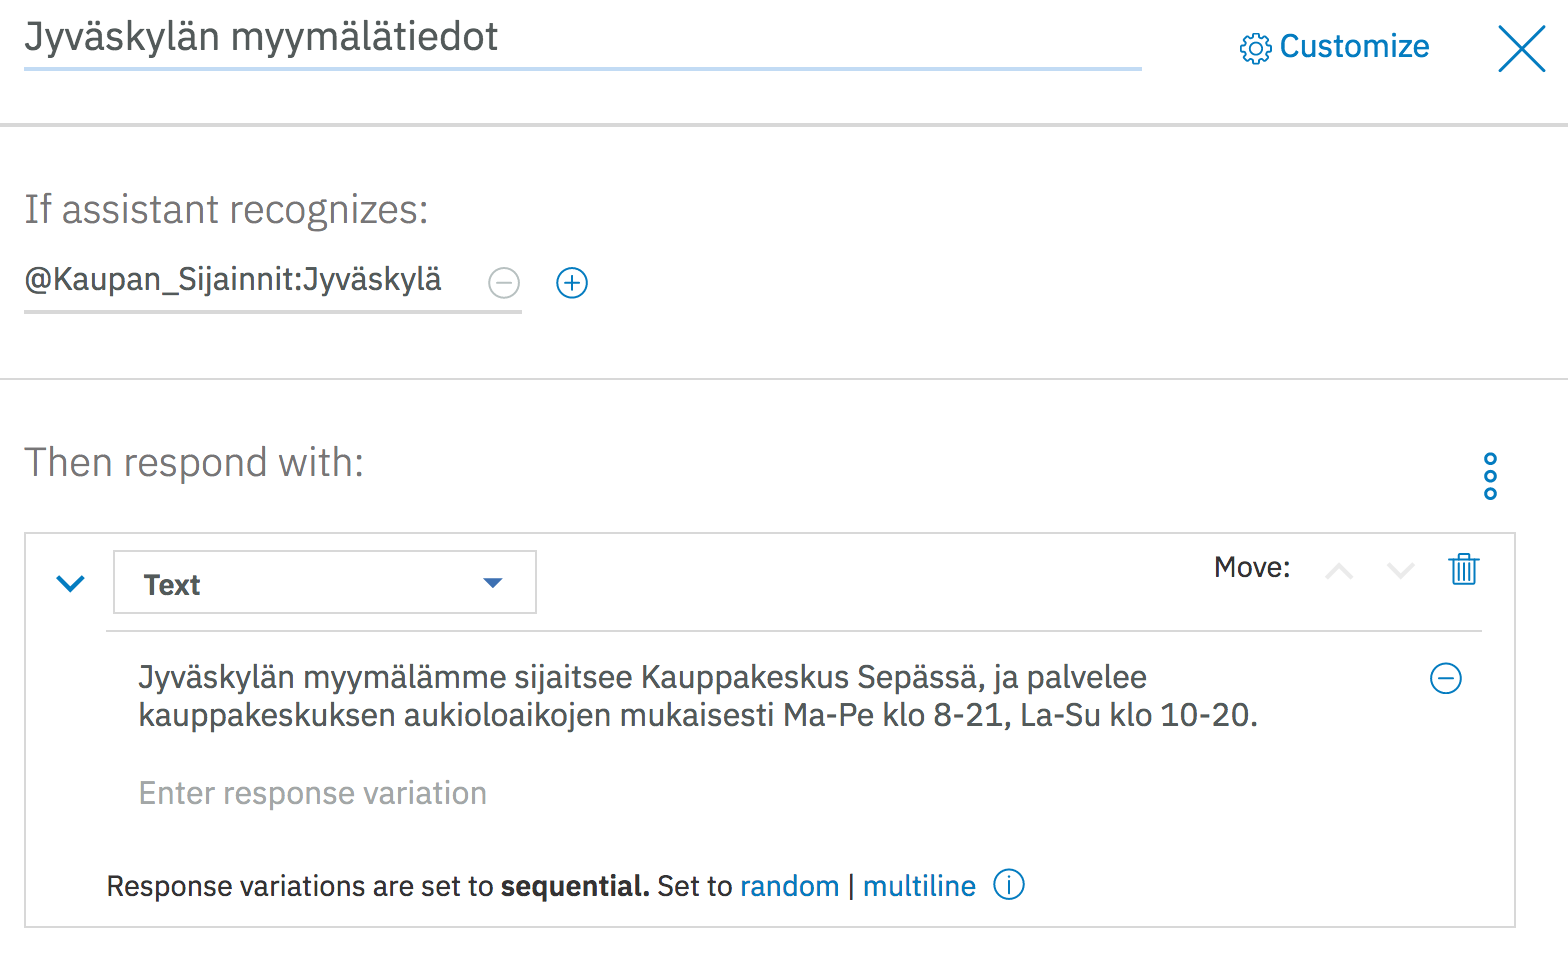 Jyväskylän myymälätiedot
Customize
If assistant recognizes:
@Kaupan_Sijainnit:Jyväskylä
Then respond with:
Text
Move:
Jyväskylän myymälämme sijaitsee Kauppakeskus Sepässä, ja palvelee
kauppakeskuksen aukioloaikojen mukaisesti Ma-Pe klo 8-21, La-Su klo 10-20.
Enter response variation
Response variations are set to sequential. Set to random | multiline